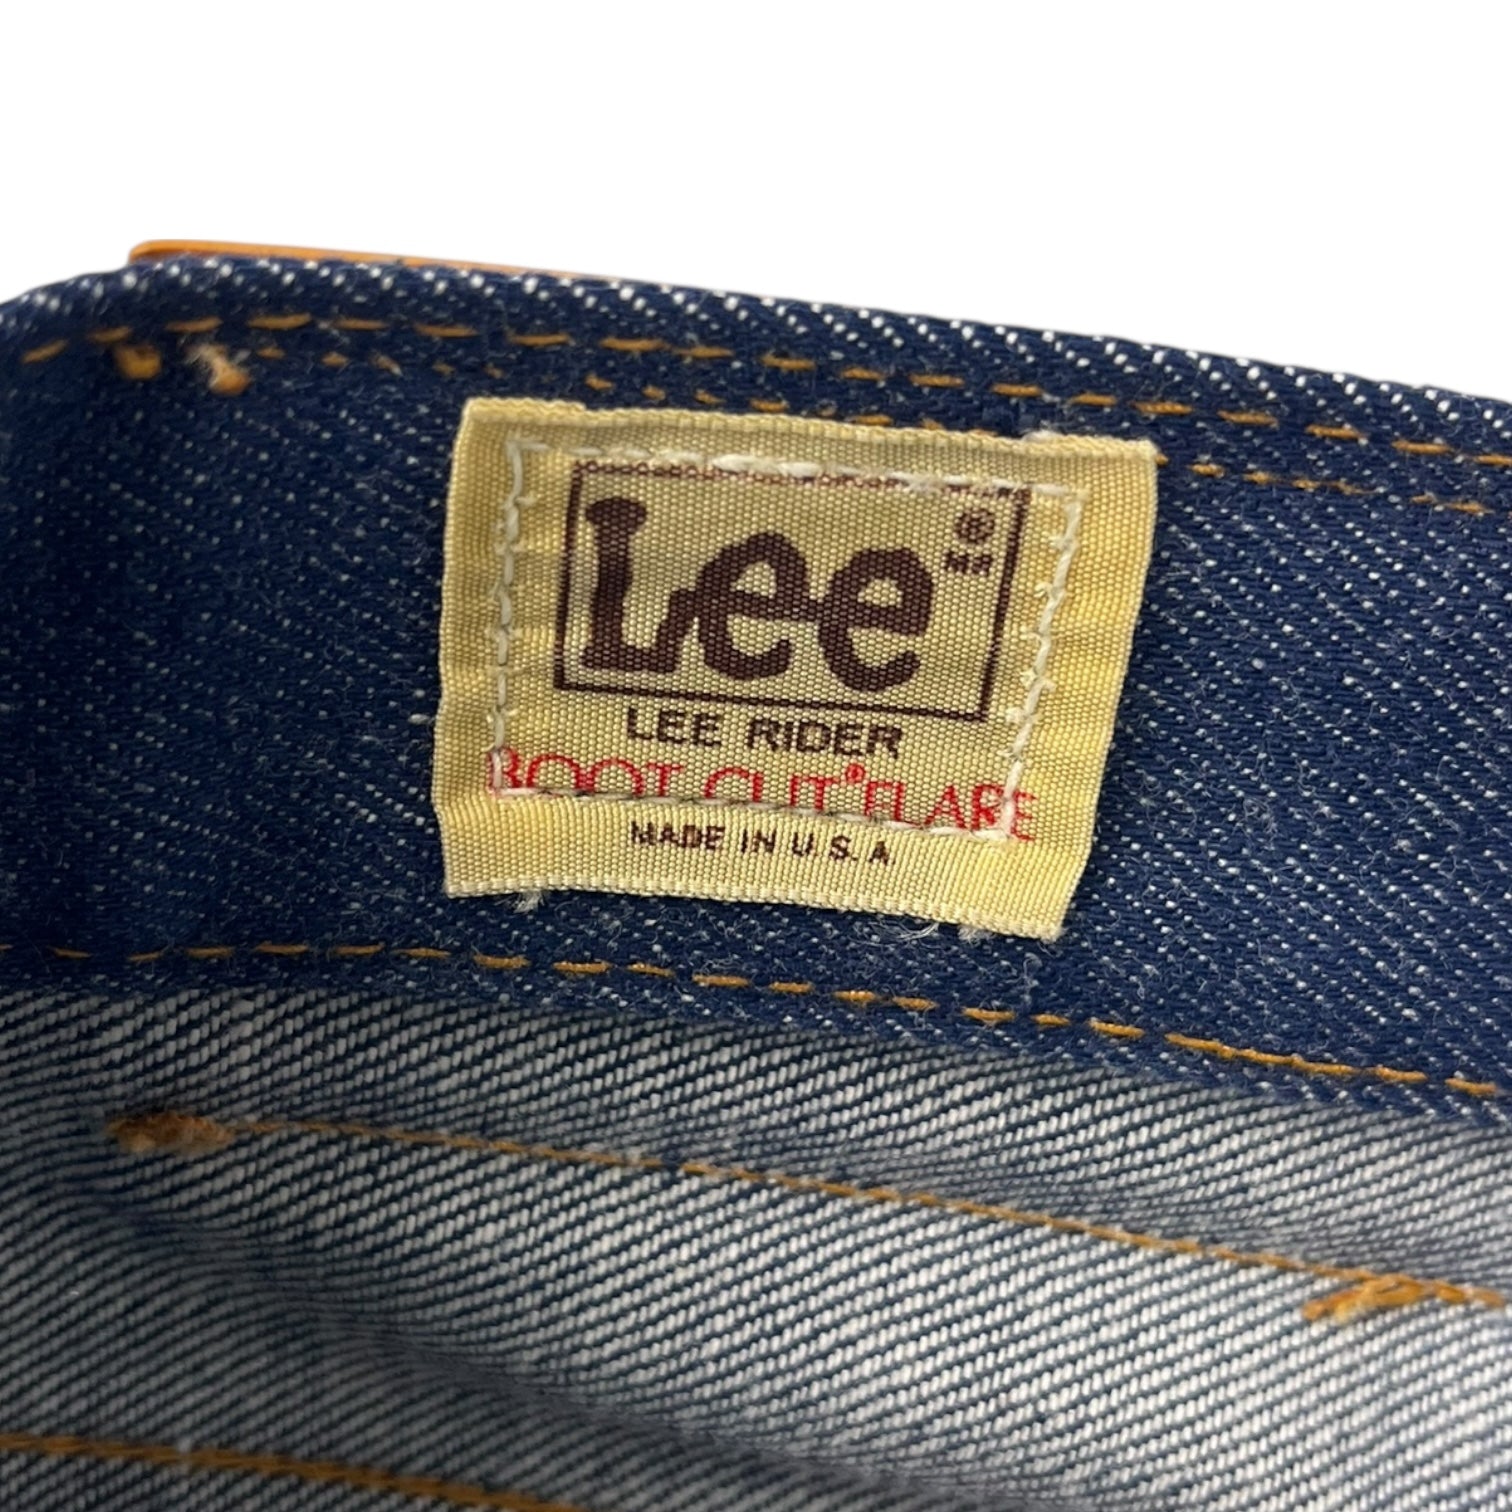 Lee ®
MR
LEE RIDER
BOOT CUT® FLARE
MADE IN U.S.A.